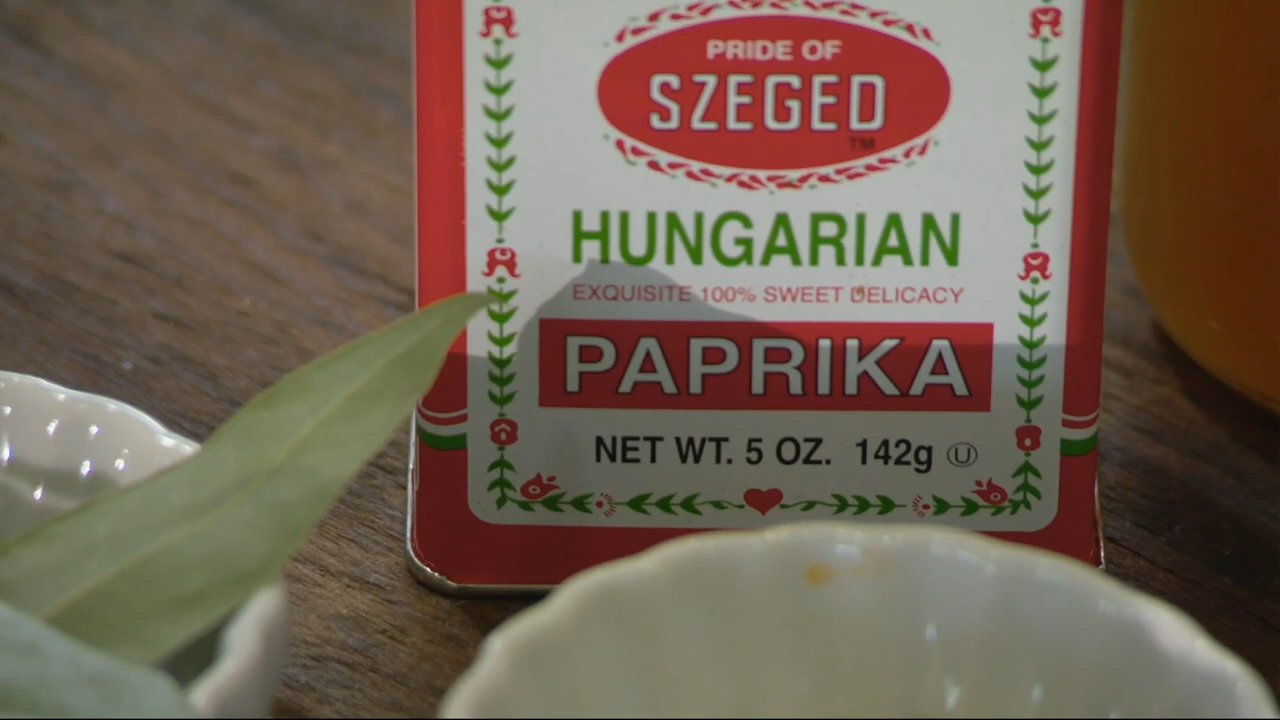 PRIDE OF
SZEGED
TM
HUNGARIAN
EXQUISITE 100% SWEET DELICACY
PAPRIKA
NET WT. 5 OZ. 142g U